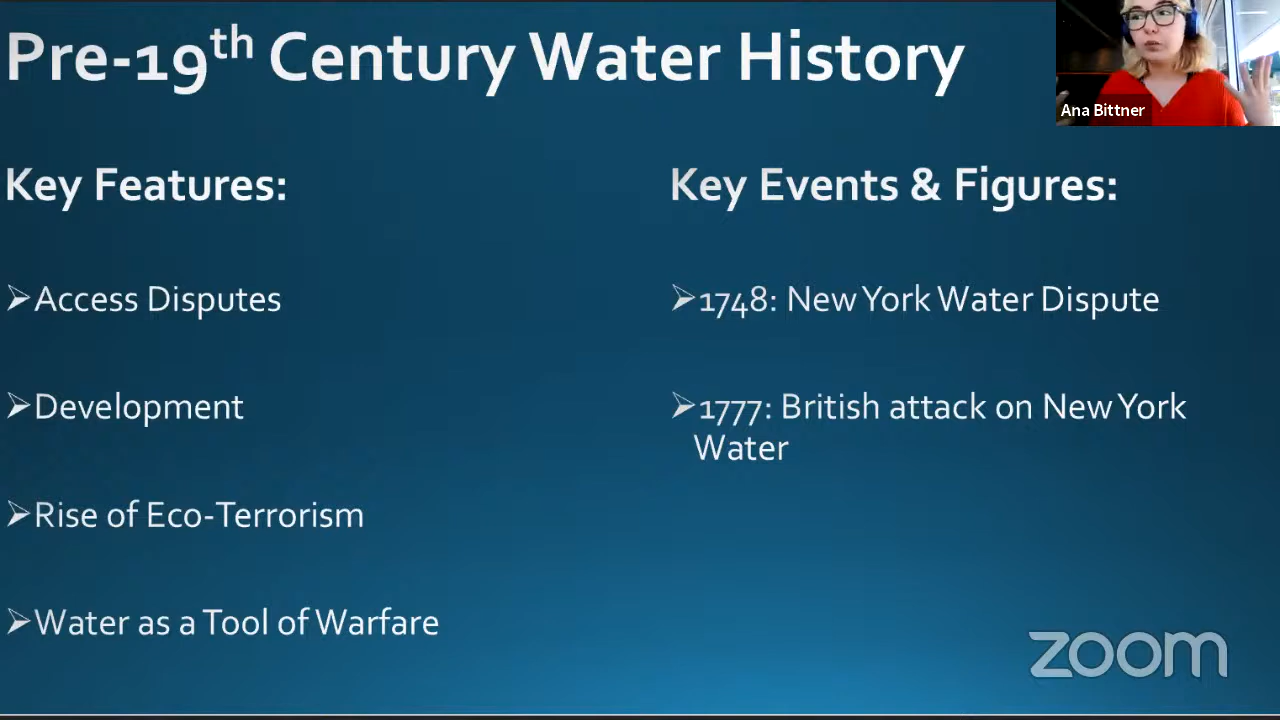 Pre-19th Century Water History
Ana Bittner
Key Features:
➢Access Disputes
➢Development
➢Rise of Eco-Terrorism
➢Water as a Tool of Warfare
Key Events & Figures:
➢1748: New York Water Dispute
➢1777: British attack on New York
Water
zoom